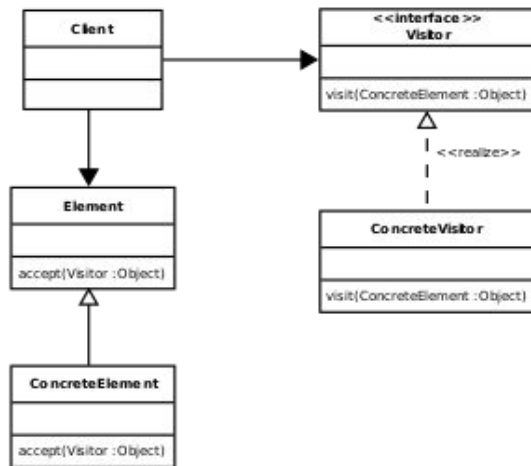 Client
<<interface>>
Visitor
visit(ConcreteElement :Object)
<<realize>>
Element
accept(Visitor :Object)
ConcreteVisitor
visit(ConcreteElement :Object)
ConcreteElement
accept(Visitor :Object)